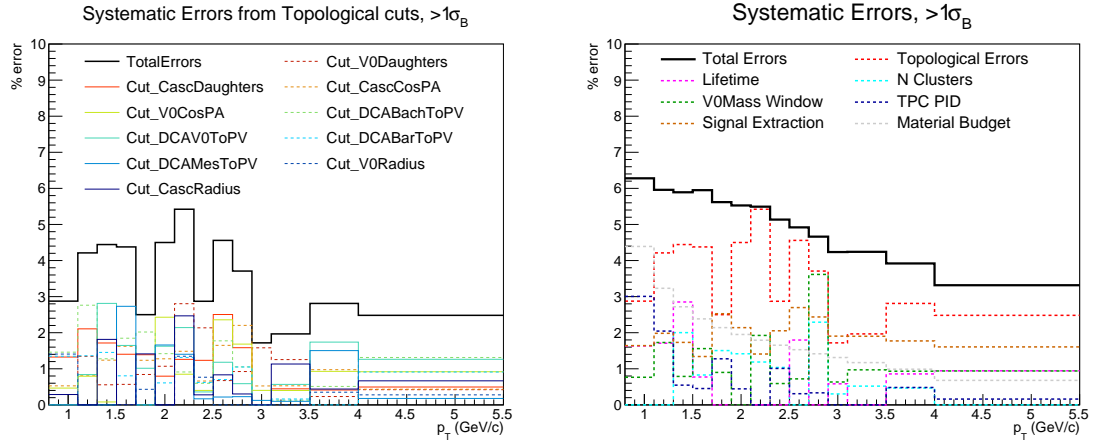 Systematic Errors from Topological cuts, >1σ_B
% error
10
9
8
7
6
5
4
3
2
1
0
TotalErrors
Cut_CascDaughters
Cut_V0CosPA
Cut_DCAV0ToPV
Cut_DCAMesToPV
Cut_CascRadius
Cut_V0Daughters
Cut_CascCosPA
Cut_DCABachToPV
Cut_DCABarToPV
Cut_V0Radius
1 1.5 2 2.5 3 3.5 4 4.5 5 5.5
p_T (GeV/c)
Systematic Errors, >1σ_B
% error
10
9
8
7
6
5
4
3
2
1
0
Total Errors
Lifetime
V0Mass Window
Signal Extraction
Topological Errors
N Clusters
TPC PID
Material Budget
1 1.5 2 2.5 3 3.5 4 4.5 5 5.5
p_T (GeV/c)